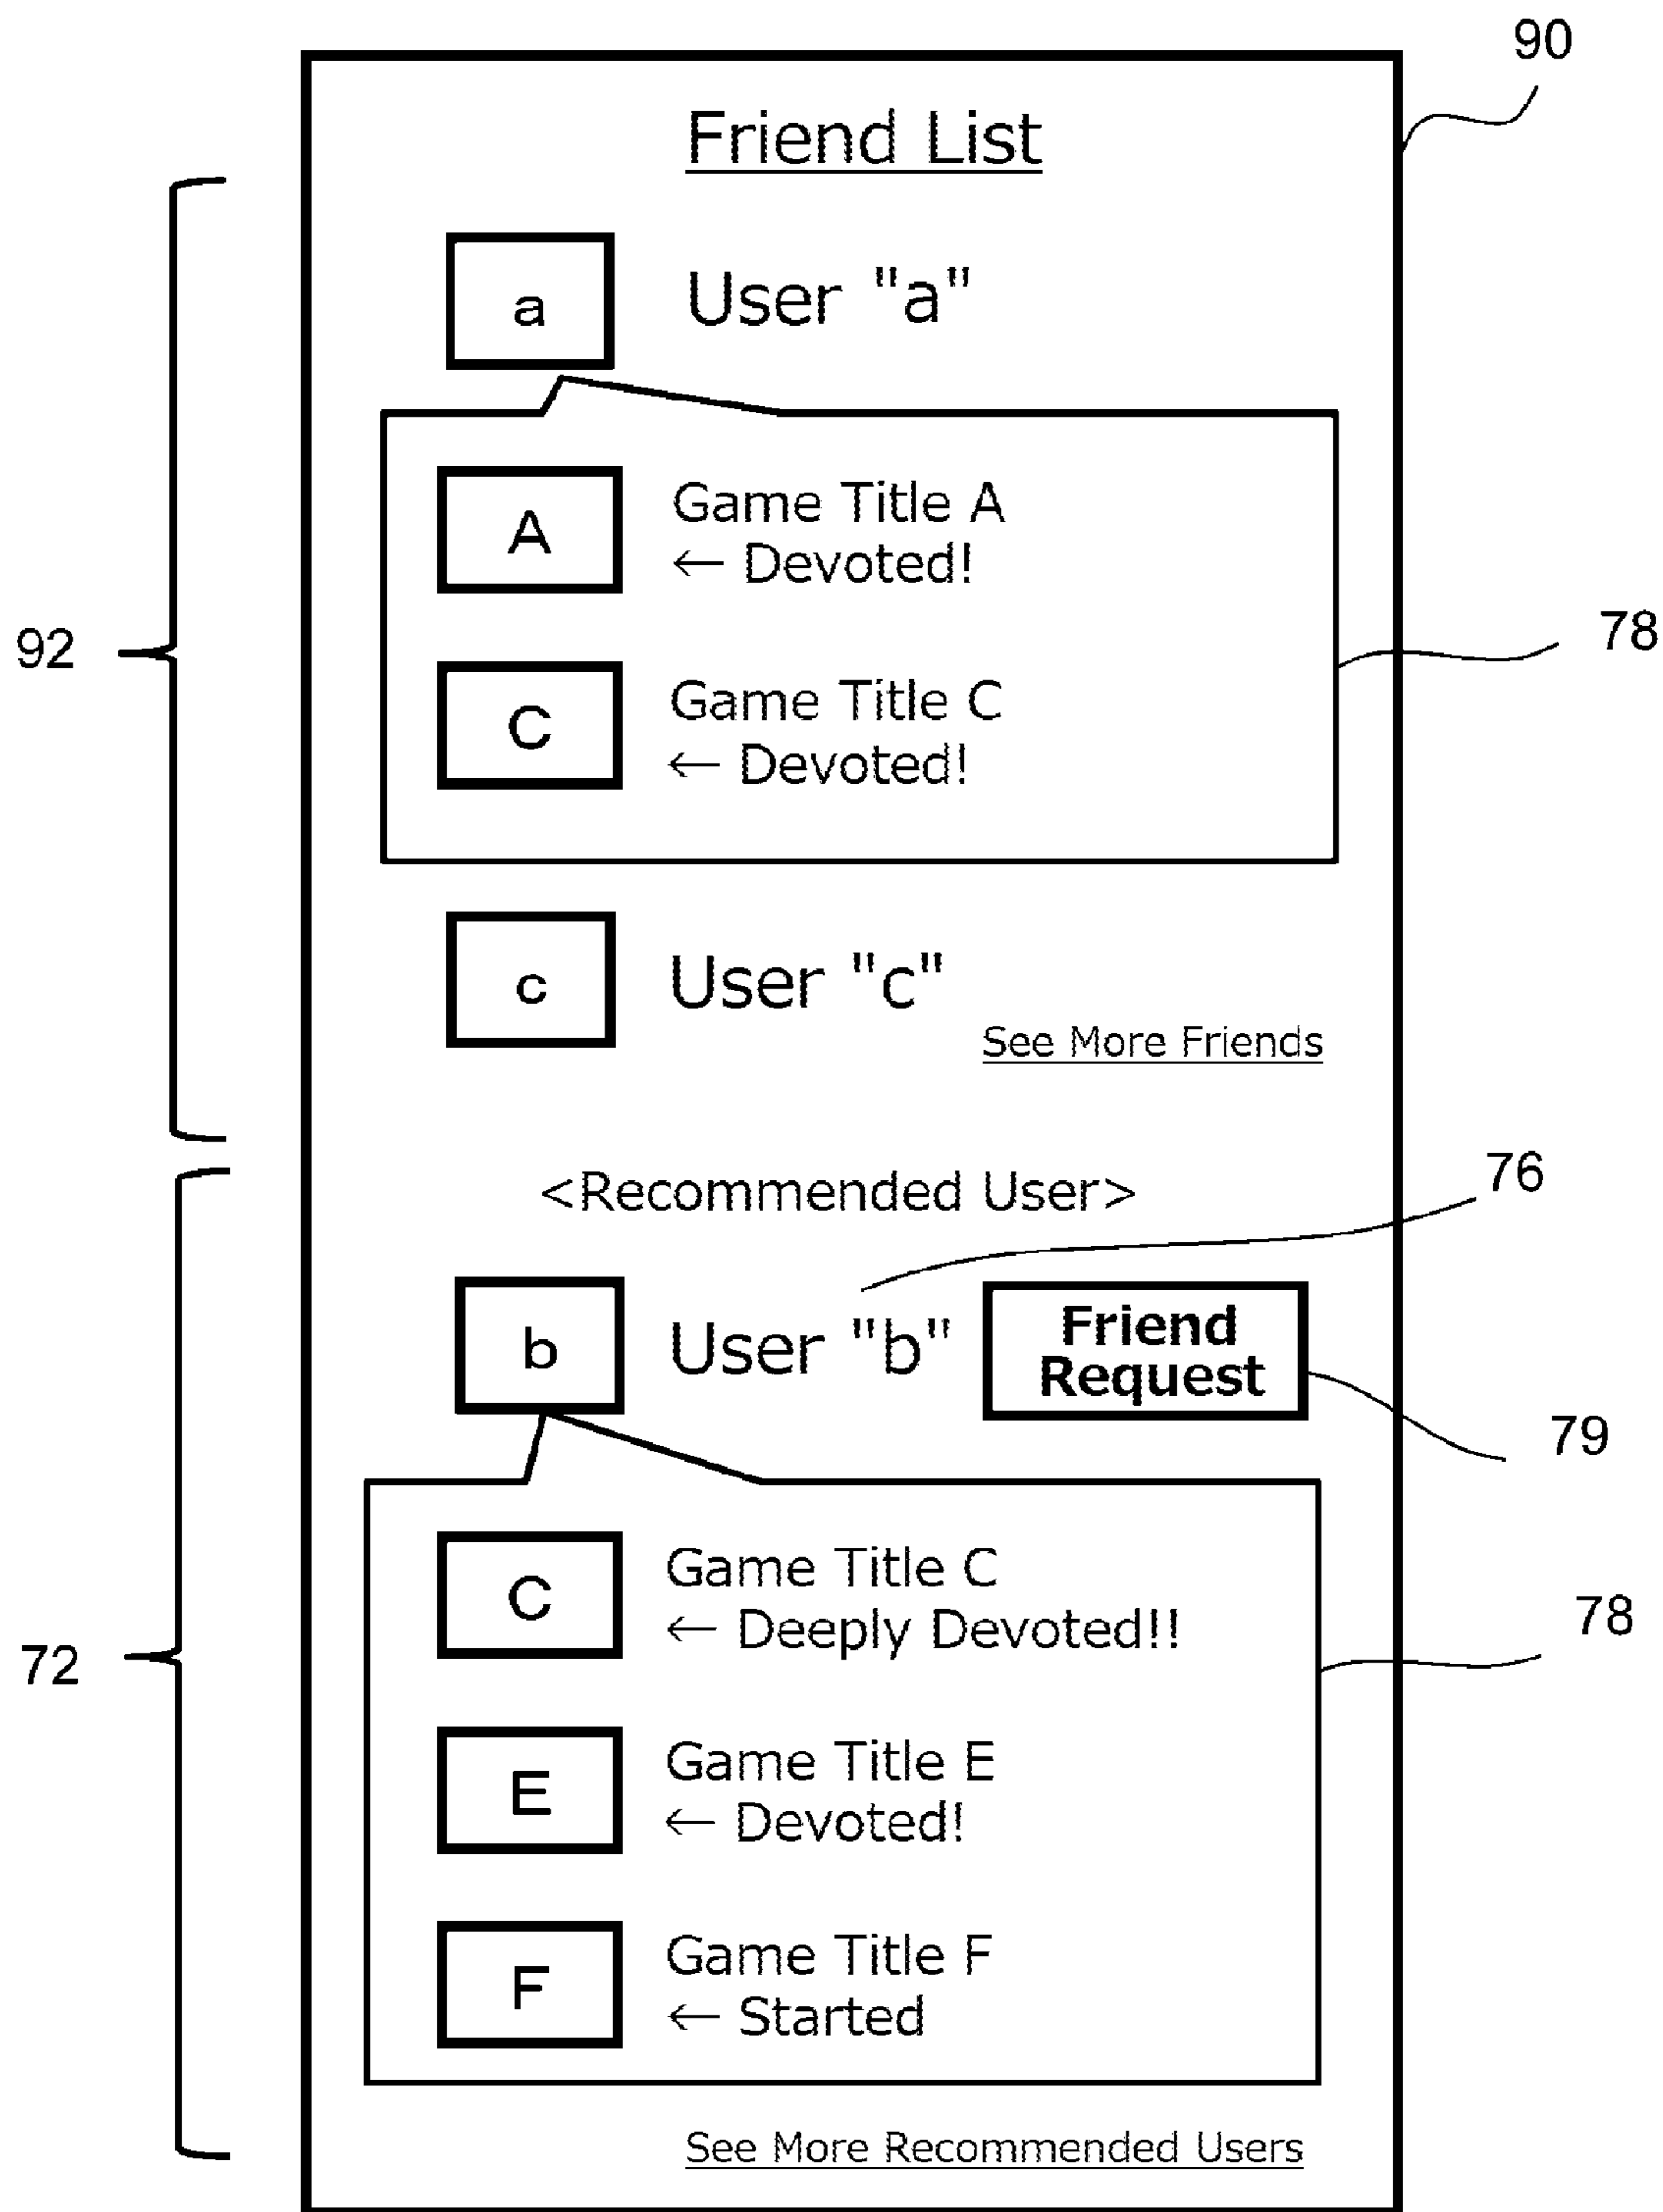 90
Friend List
a
User "a"
A
Game Title A
← Devoted!
92
78
C
Game Title C
← Devoted!
c
User "c"
See More Friends
<Recommended User>
76
b
User "b"
Friend
Request
79
C
Game Title C
← Deeply Devoted!!
78
72
E
Game Title E
← Devoted!
F
Game Title F
← Started
See More Recommended Users